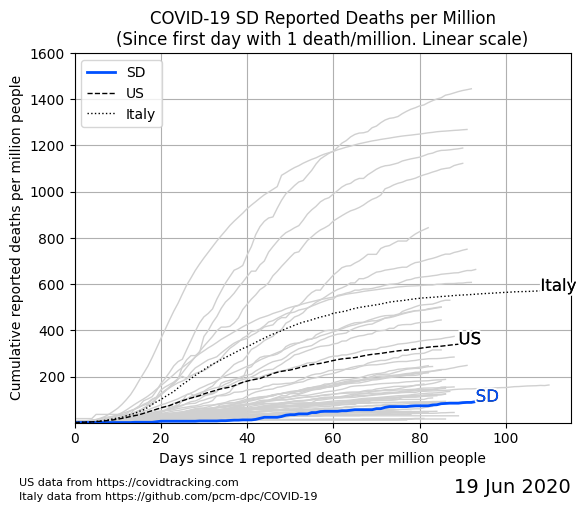 COVID-19 SD Reported Deaths per Million
(Since first day with 1 death/million. Linear scale)
1600
1400
1200
1000
800
600
400
200
Cumulative reported deaths per million people
SD
US
Italy
Italy
US
SD
0
20
40
60
80
100
Days since 1 reported death per million people
US data from https://covidtracking.com
Italy data from https://github.com/pcm-dpc/COVID-19
19 Jun 2020